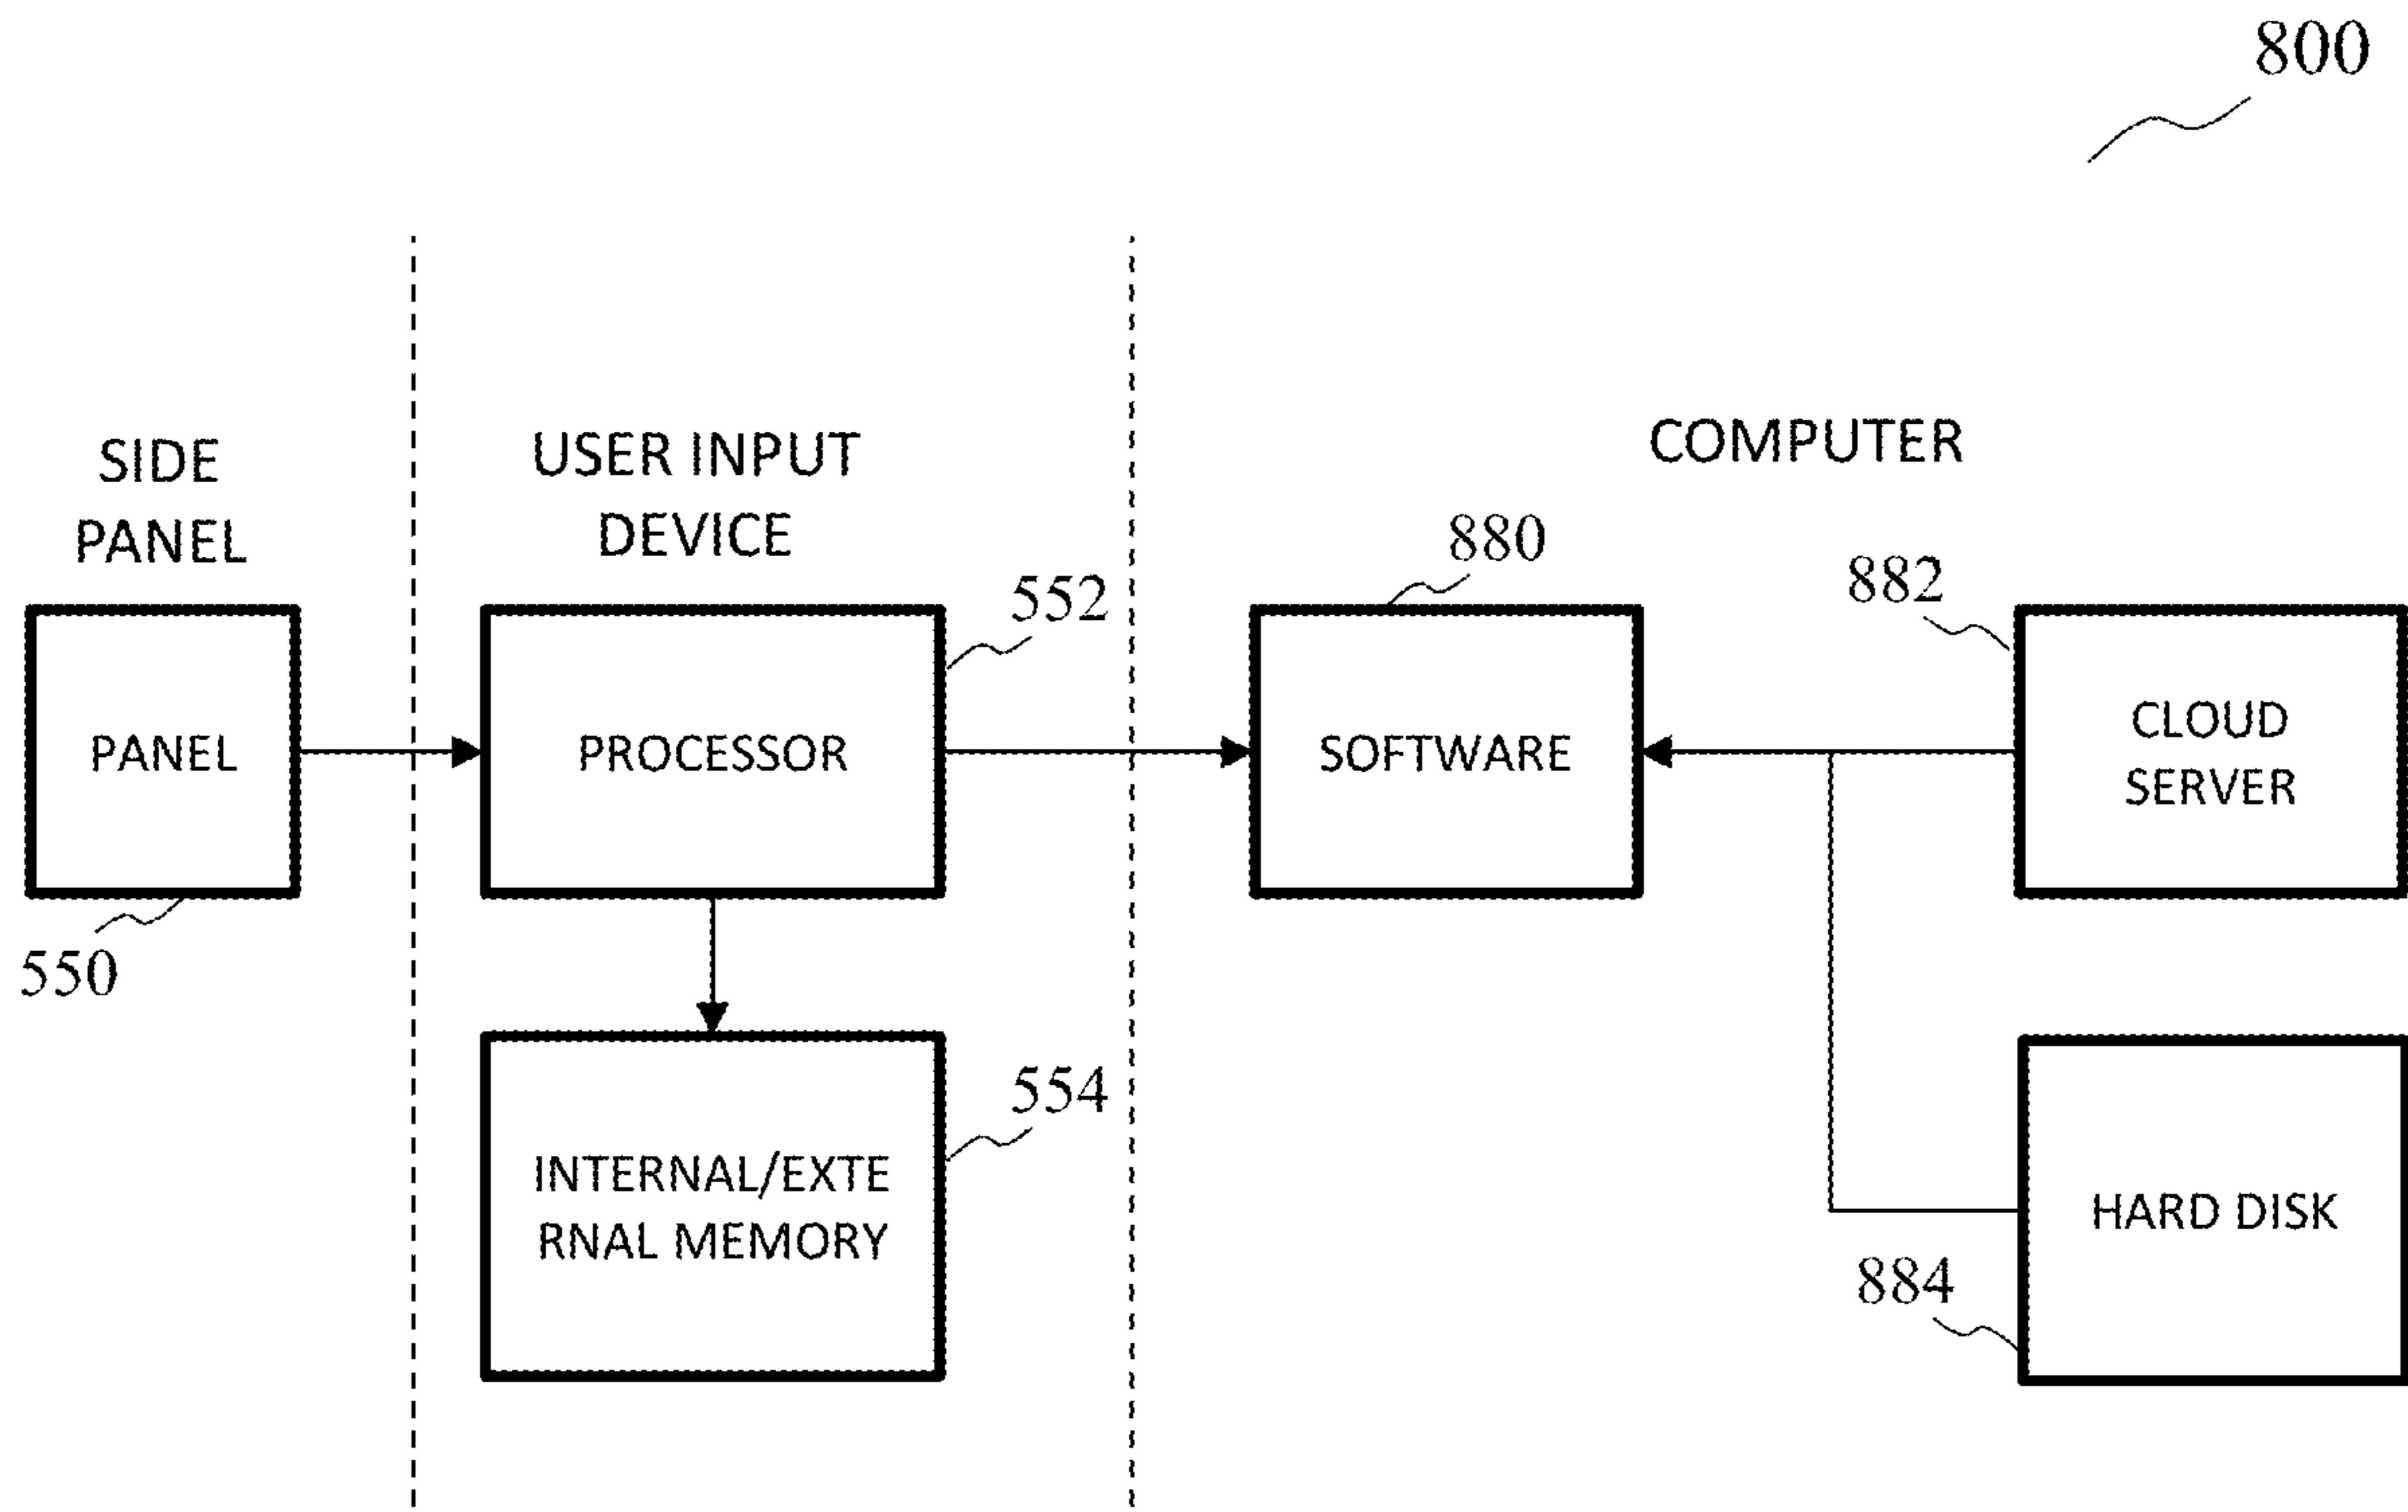 800
SIDE
PANEL
USER INPUT
DEVICE
COMPUTER
552
880
882
PANEL
PROCESSOR
SOFTWARE
CLOUD
SERVER
550
554
INTERNAL/EXTE
RNAL MEMORY
HARD DISK
884